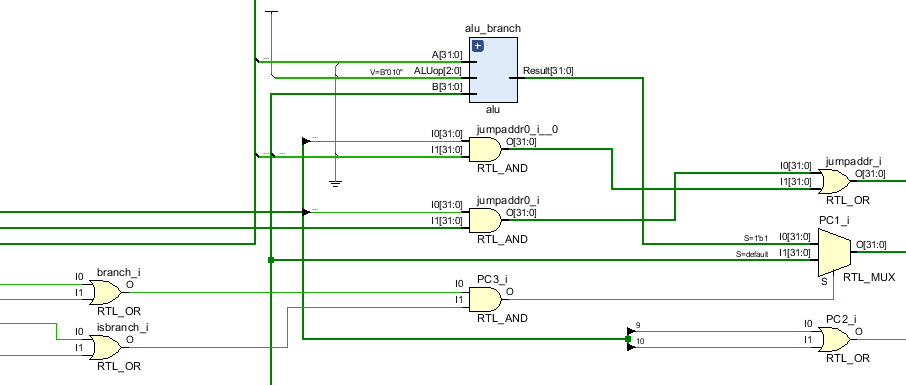 alu_branch
A[31:0]
...
V=B"010" ALUop[2:0] Result[31:0]
B[31:0]
alu
jumpaddr0_i__0
... I0[31:0] O[31:0]
... ... I1[31:0]
RTL_AND
jumpaddr_i
I0[31:0] O[31:0]
I1[31:0]
RTL_OR
jumpaddr0_i
... I0[31:0] O[31:0]
I1[31:0]
RTL_AND
PC1_i
S=1'b1 I0[31:0] O[31:0]
S=default I1[31:0]
S RTL_MUX
branch_i
I0 O
I1
RTL_OR
PC3_i
I0 O
I1
RTL_AND
isbranch_i
I0 O
I1
RTL_OR
PC2_i
9 I0 O
10 I1
RTL_OR